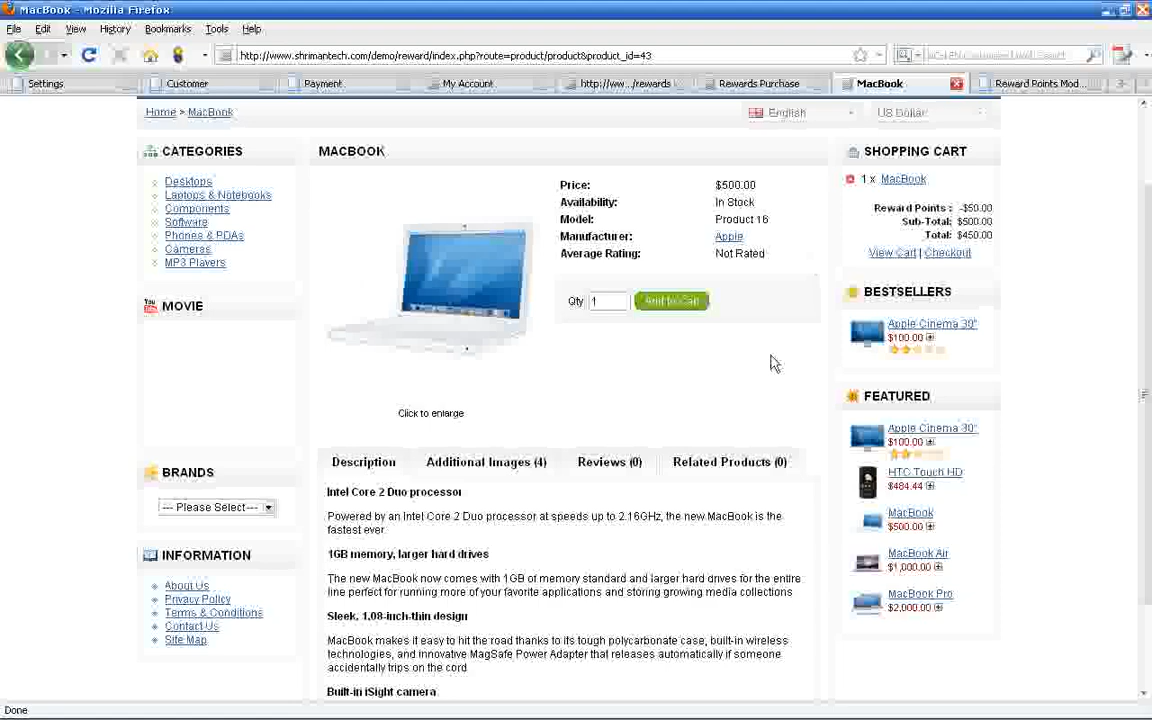 MacBook - Mozilla Firefox
File Edit View History Bookmarks Tools Help
http://www.shrimantech.com/demo/reward/index.php?route=product/product&product_id=43
Settings Customer Payment My Account http://ww.../rewards Rewards Purchase MacBook Reward Points Mod...
Home > MacBook English US Dollar
CATEGORIES
Desktops
Laptops & Notebooks
Components
Software
Phones & PDAs
Cameras
MP3 Players
MOVIE
BRANDS
--- Please Select ---
INFORMATION
About Us
Privacy Policy
Terms & Conditions
Contact Us
Site Map
MACBOOK
Price: $500.00
Availability: In Stock
Model: Product 16
Manufacturer: Apple
Average Rating: Not Rated
Qty 1 Add to Cart
Click to enlarge
Description Additional Images (4) Reviews (0) Related Products (0)
Intel Core 2 Duo processor
Powered by an Intel Core 2 Duo processor at speeds up to 2.16GHz, the new MacBook is the
fastest ever.
1GB memory, larger hard drives
The new MacBook now comes with 1GB of memory standard and larger hard drives for the entire
line perfect for running more of your favorite applications and storing growing media collections
Sleek, 1.08-inch-thin design
MacBook makes it easy to hit the road thanks to its tough polycarbonate case, built-in wireless
technologies, and innovative MagSafe Power Adapter that releases automatically if someone
accidentally trips on the cord
Built-in iSight camera
SHOPPING CART
1 x MacBook
Reward Points : -$50.00
Sub-Total: $500.00
Total: $450.00
View Cart | Checkout
BESTSELLERS
Apple Cinema 30"
$100.00
FEATURED
Apple Cinema 30"
$100.00
HTC Touch HD
$484.44
MacBook
$500.00
MacBook Air
$1,000.00
MacBook Pro
$2,000.00
Done